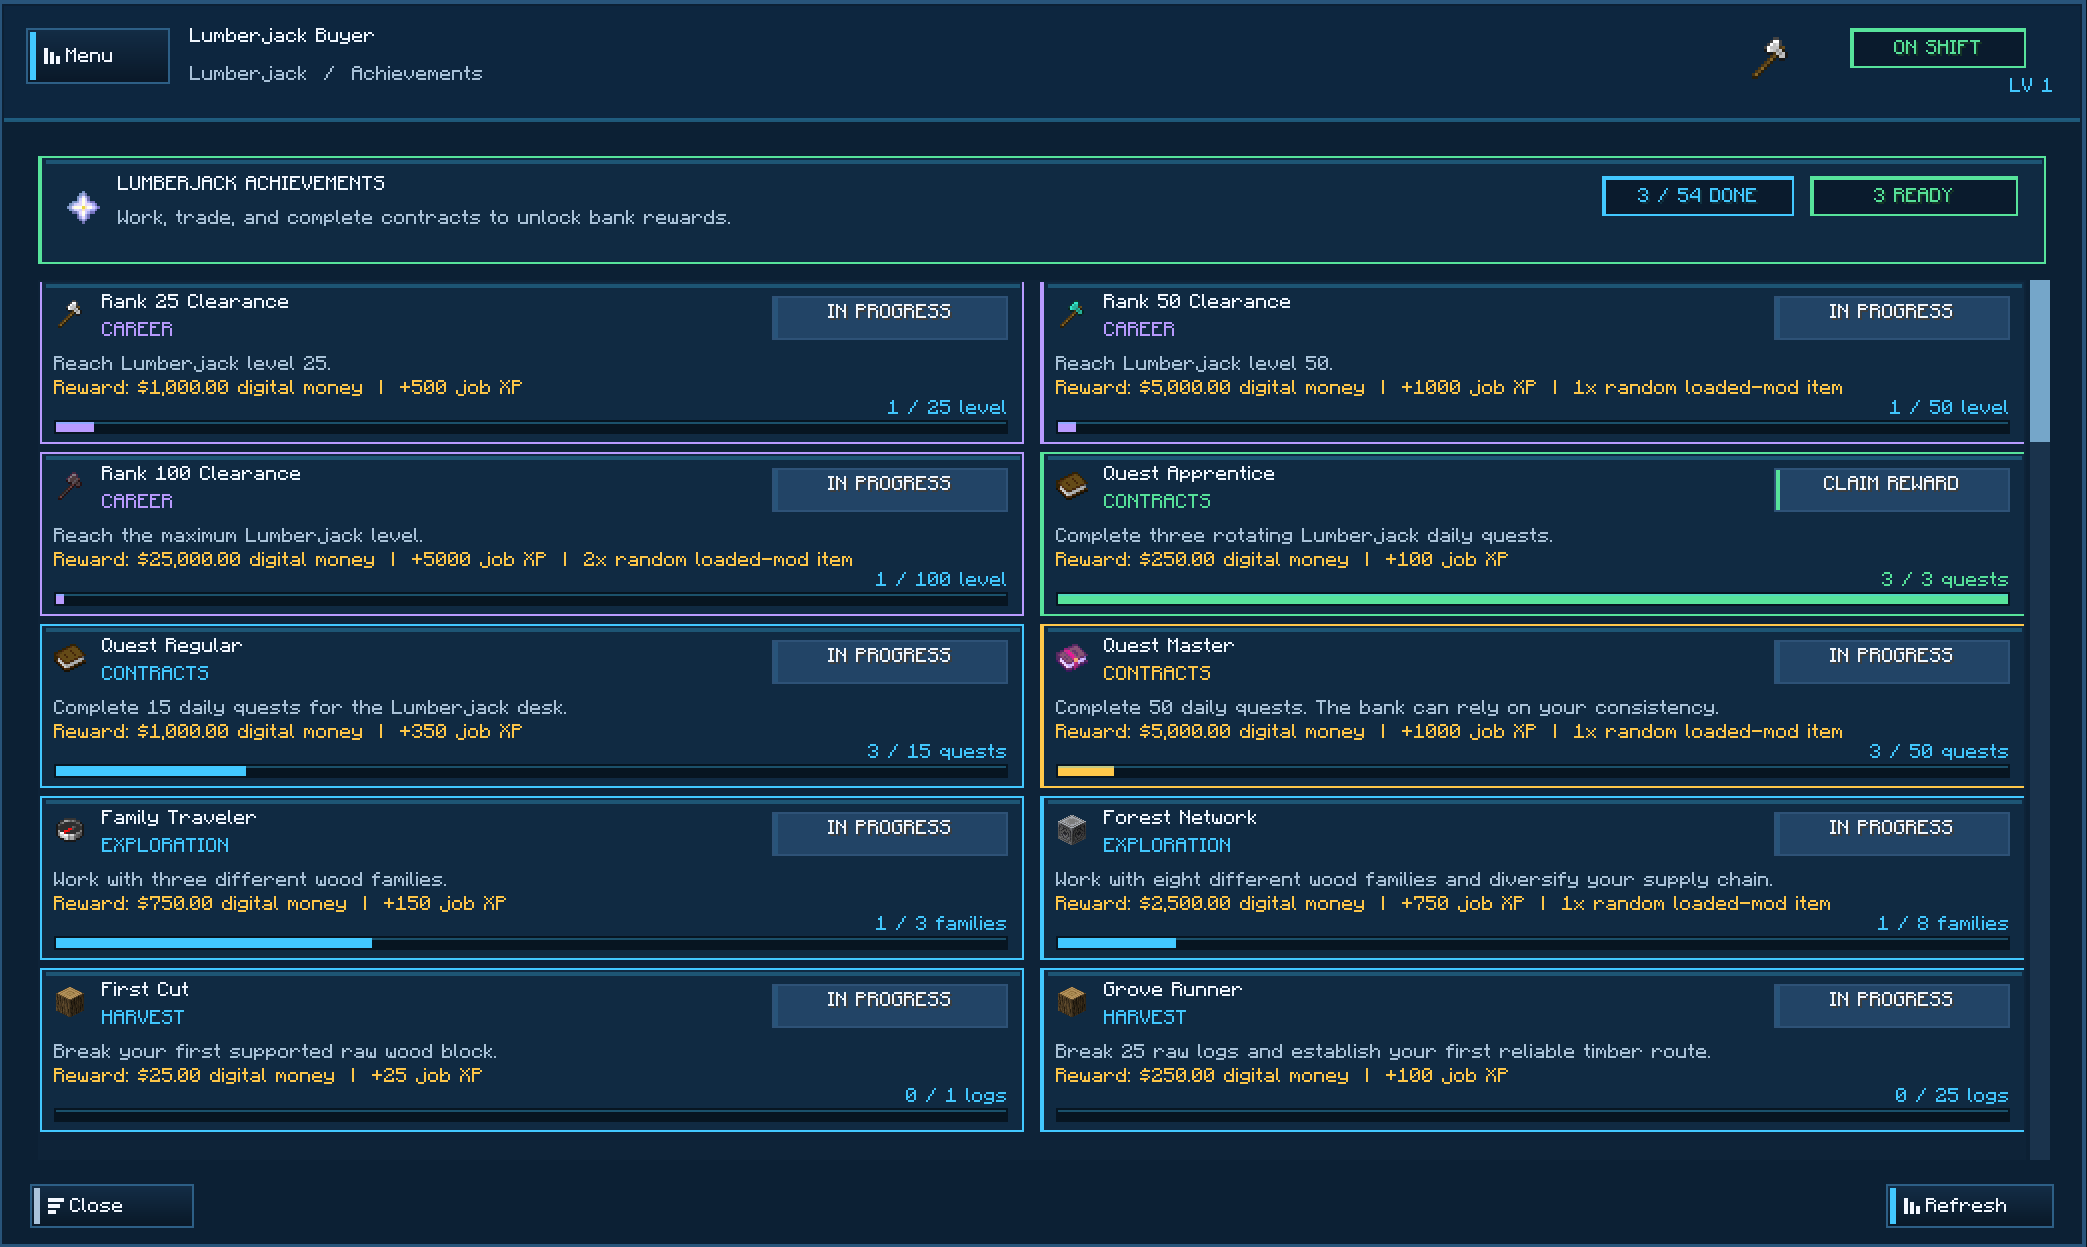 Menu
Lumberjack Buyer
Lumberjack / Achievements
ON SHIFT
LV 1
LUMBERJACK ACHIEVEMENTS
Work, trade, and complete contracts to unlock bank rewards.
3 / 54 DONE
3 READY
Rank 25 Clearance
CAREER
IN PROGRESS
Reach Lumberjack level 25.
Reward: $1,000.00 digital money | +500 job XP
1 / 25 level
Rank 50 Clearance
CAREER
IN PROGRESS
Reach Lumberjack level 50.
Reward: $5,000.00 digital money | +1000 job XP | 1x random loaded-mod item
1 / 50 level
Rank 100 Clearance
CAREER
IN PROGRESS
Reach the maximum Lumberjack level.
Reward: $25,000.00 digital money | +5000 job XP | 2x random loaded-mod item
1 / 100 level
Quest Apprentice
CONTRACTS
CLAIM REWARD
Complete three rotating Lumberjack daily quests.
Reward: $250.00 digital money | +100 job XP
3 / 3 quests
Quest Regular
CONTRACTS
IN PROGRESS
Complete 15 daily quests for the Lumberjack desk.
Reward: $1,000.00 digital money | +350 job XP
3 / 15 quests
Quest Master
CONTRACTS
IN PROGRESS
Complete 50 daily quests. The bank can rely on your consistency.
Reward: $5,000.00 digital money | +1000 job XP | 1x random loaded-mod item
3 / 50 quests
Family Traveler
EXPLORATION
IN PROGRESS
Work with three different wood families.
Reward: $750.00 digital money | +150 job XP
1 / 3 families
Forest Network
EXPLORATION
IN PROGRESS
Work with eight different wood families and diversify your supply chain.
Reward: $2,500.00 digital money | +750 job XP | 1x random loaded-mod item
1 / 8 families
First Cut
HARVEST
IN PROGRESS
Break your first supported raw wood block.
Reward: $25.00 digital money | +25 job XP
0 / 1 logs
Grove Runner
HARVEST
IN PROGRESS
Break 25 raw logs and establish your first reliable timber route.
Reward: $250.00 digital money | +100 job XP
0 / 25 logs
Close
Refresh